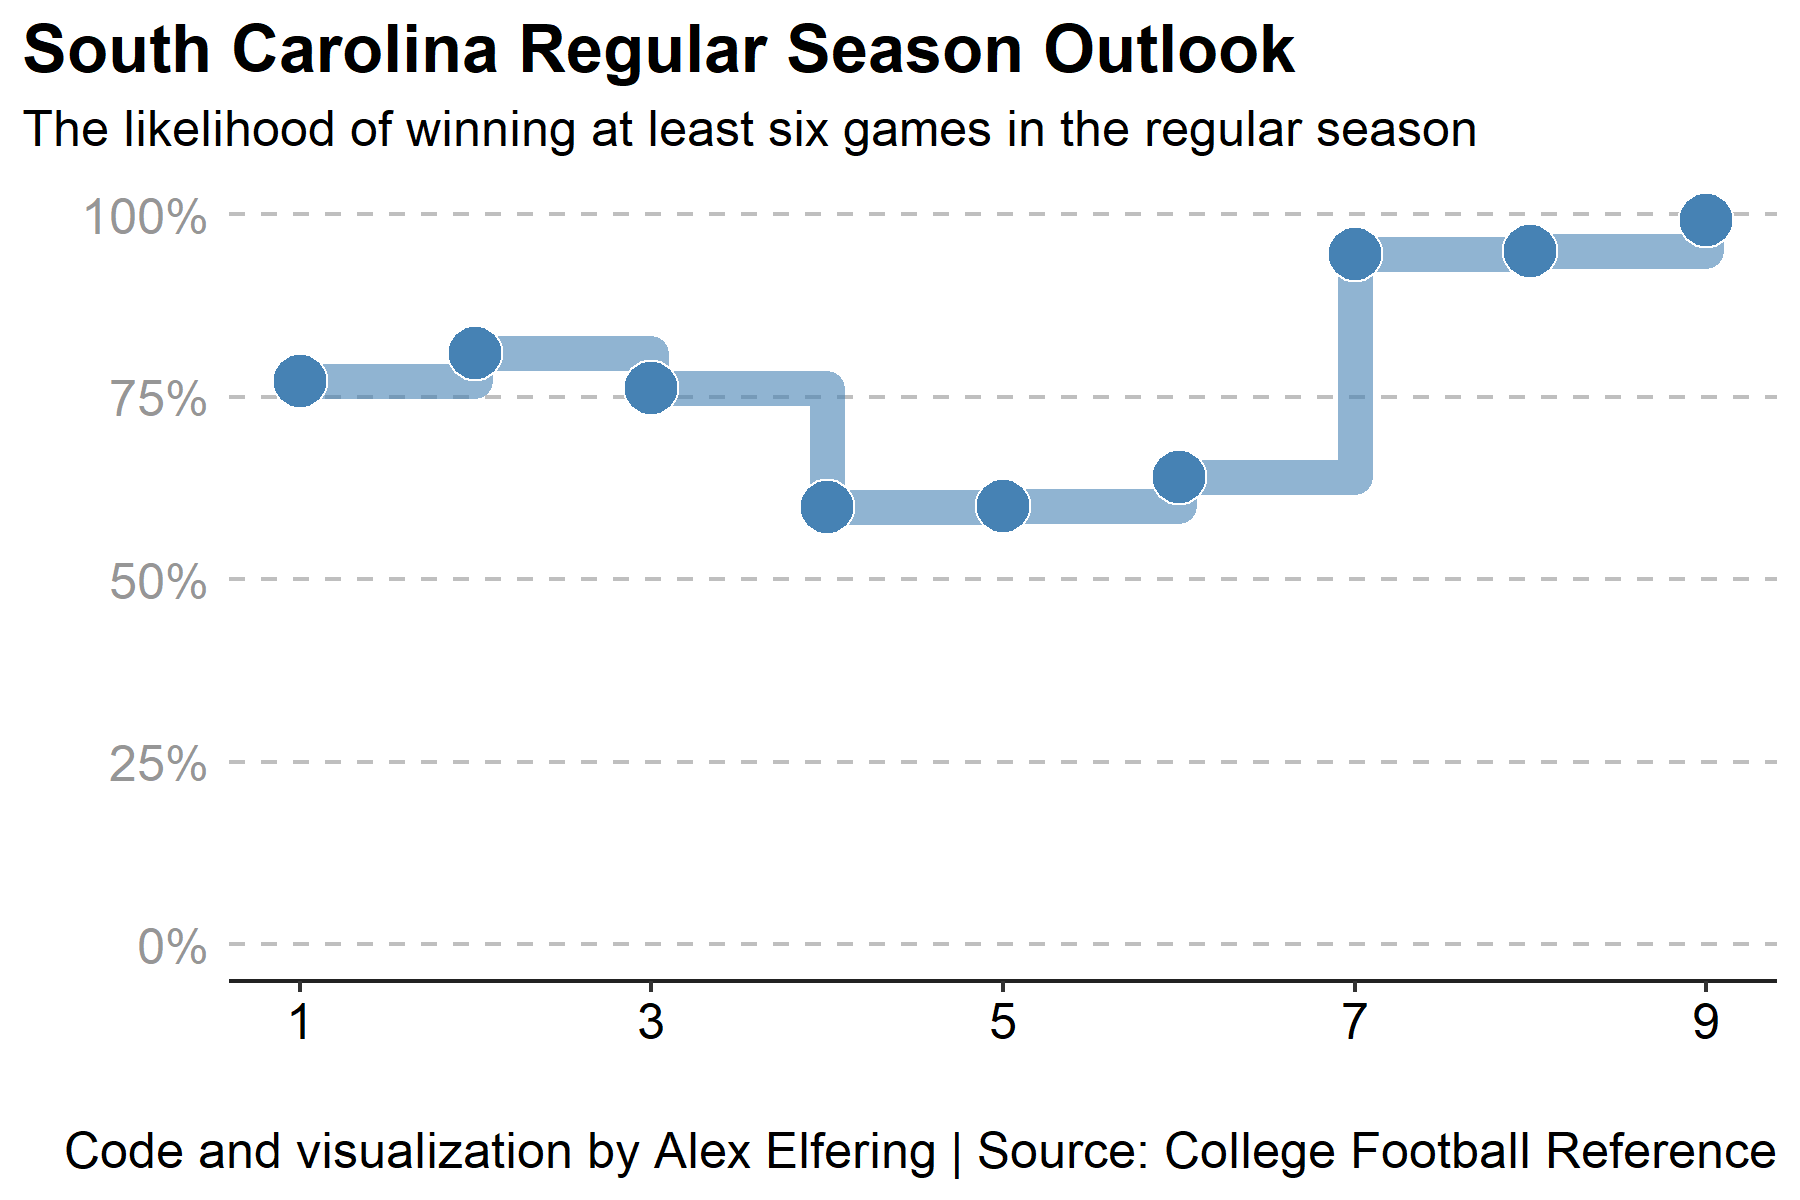 South Carolina Regular Season Outlook
The likelihood of winning at least six games in the regular season
100%
75%
50%
25%
0%
1 3 5 7 9
Code and visualization by Alex Elfering | Source: College Football Reference